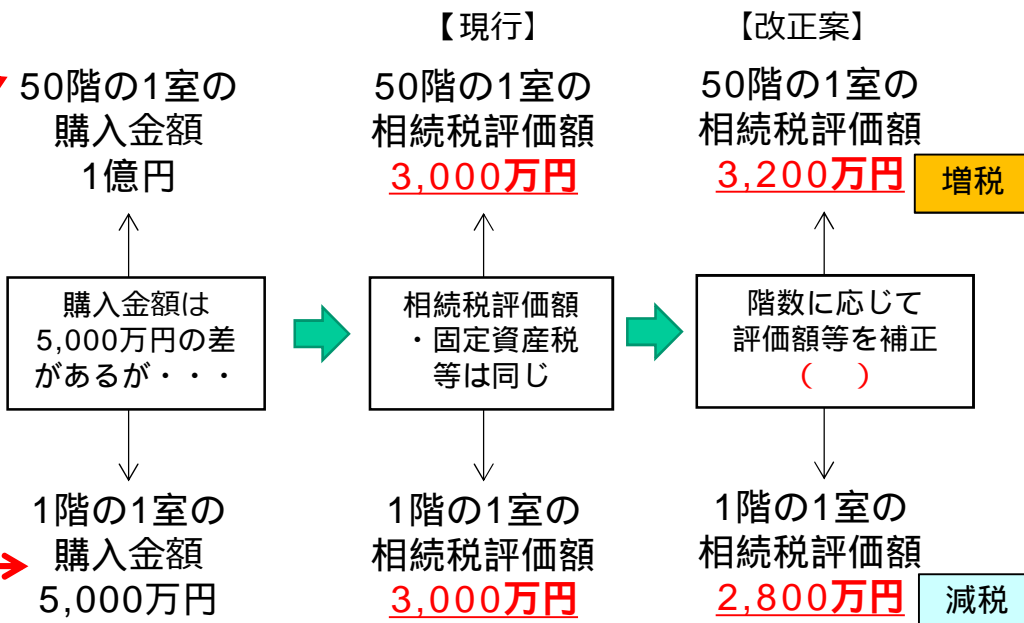 【現行】
【改正案】
50階の1室の
購入金額
1億円
50階の1室の
相続税評価額
3,000万円
50階の1室の
相続税評価額
3,200万円
増税
購入金額は
5,000万円の差
があるが・・・
相続税評価額
・固定資産税
等は同じ
階数に応じて
評価額等を補正
(　)
1階の1室の
購入金額
5,000万円
1階の1室の
相続税評価額
3,000万円
1階の1室の
相続税評価額
2,800万円
減税